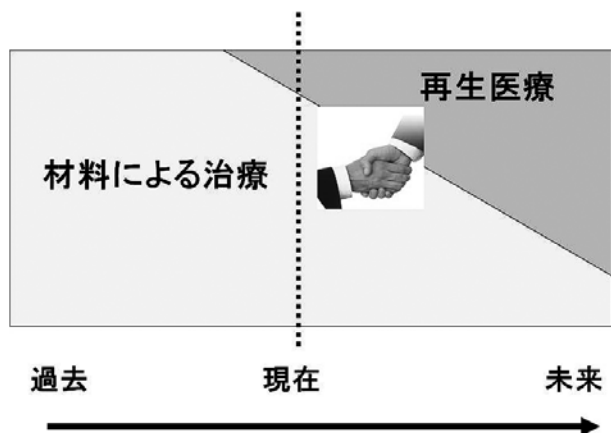 再生医療
材料による治療
過去
現在
未来